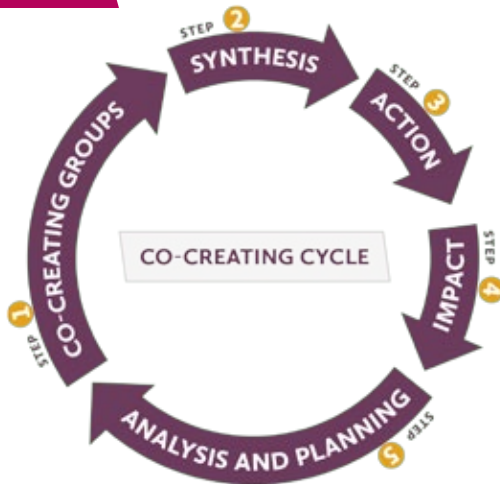 STEP 1
CO-CREATING GROUPS
STEP 2
SYNTHESIS
STEP 3
ACTION
STEP 4
IMPACT
STEP 5
ANALYSIS AND PLANNING
CO-CREATING CYCLE